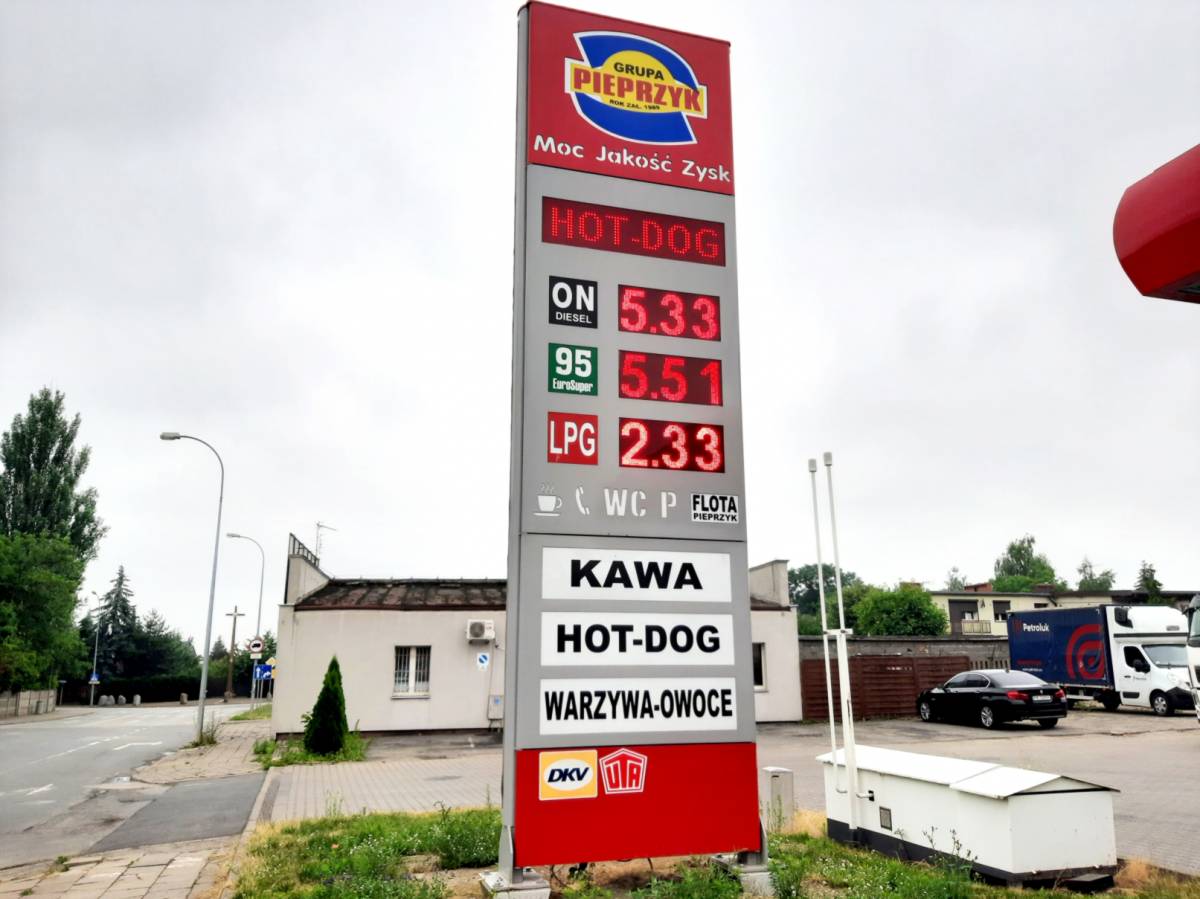 GRUPA
PIEPRZYK
ROK ZAŁ. 1989
Moc Jakość Zysk
HOT-DOG
ON
DIESEL
5.33
95
EuroSuper
5.51
LPG
2.33
WC P
FLOTA
PIEPRZYK
KAWA
HOT-DOG
WARZYWA-OWOCE
DKV
UTA
Petroluk